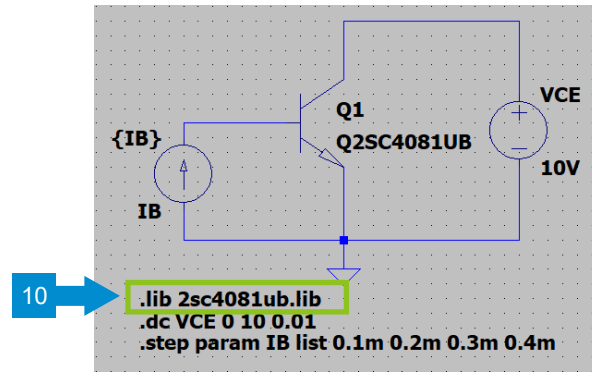 VCE
Q1
{IB}
Q2SC4081UB
10V
IB
10
.lib 2sc4081ub.lib
.dc VCE 0 10 0.01
.step param IB list 0.1m 0.2m 0.3m 0.4m